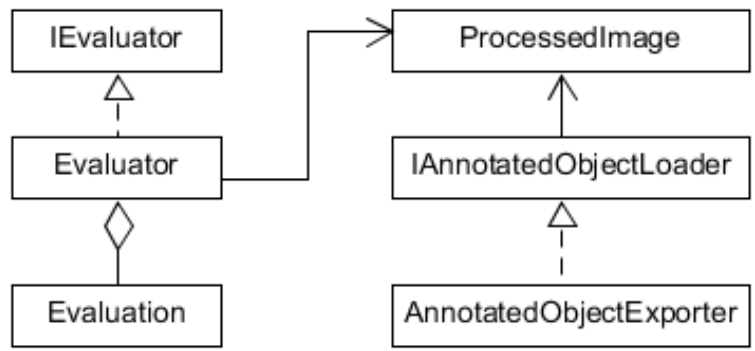 IEvaluator
ProcessedImage
Evaluator
IAnnotatedObjectLoader
Evaluation
AnnotatedObjectExporter